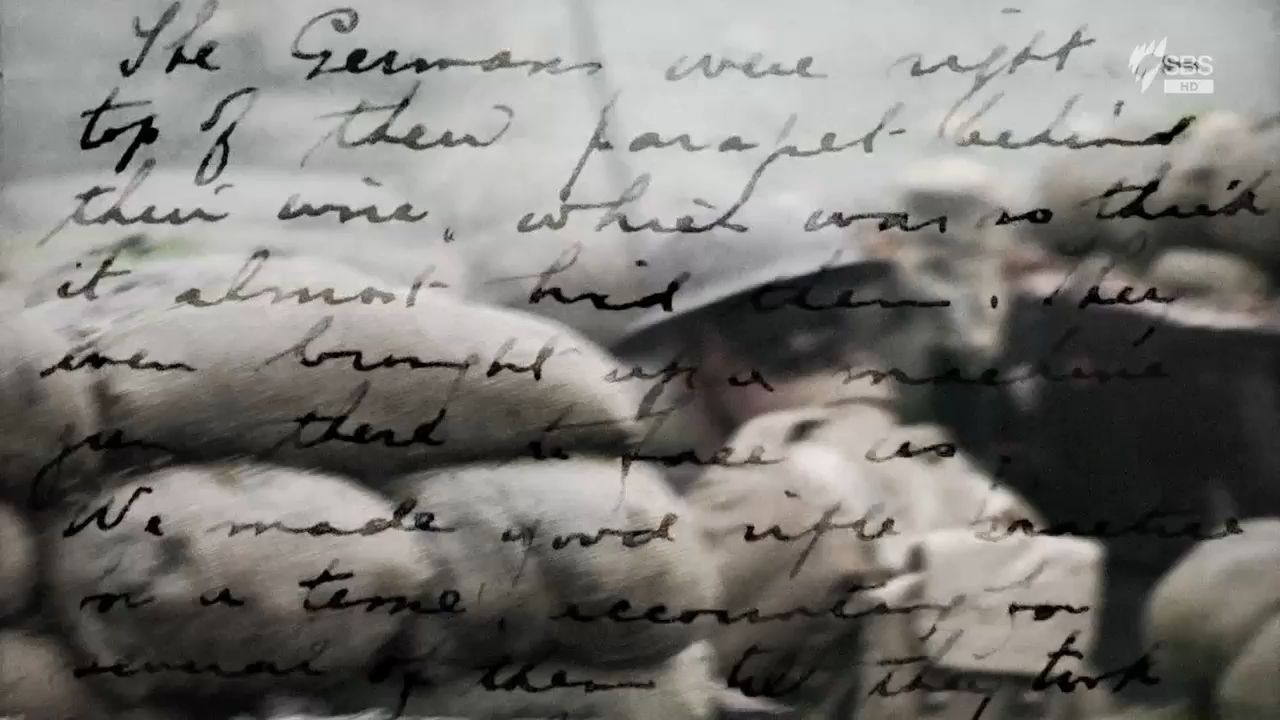 The Germans were right
SBS
HD
top of their parapet behind
their wire, which was so thick
it almost hid them. They
even brought up a machine
gun there to face us.
We made good rifle practice
for a time, accounting for
several of them till they took